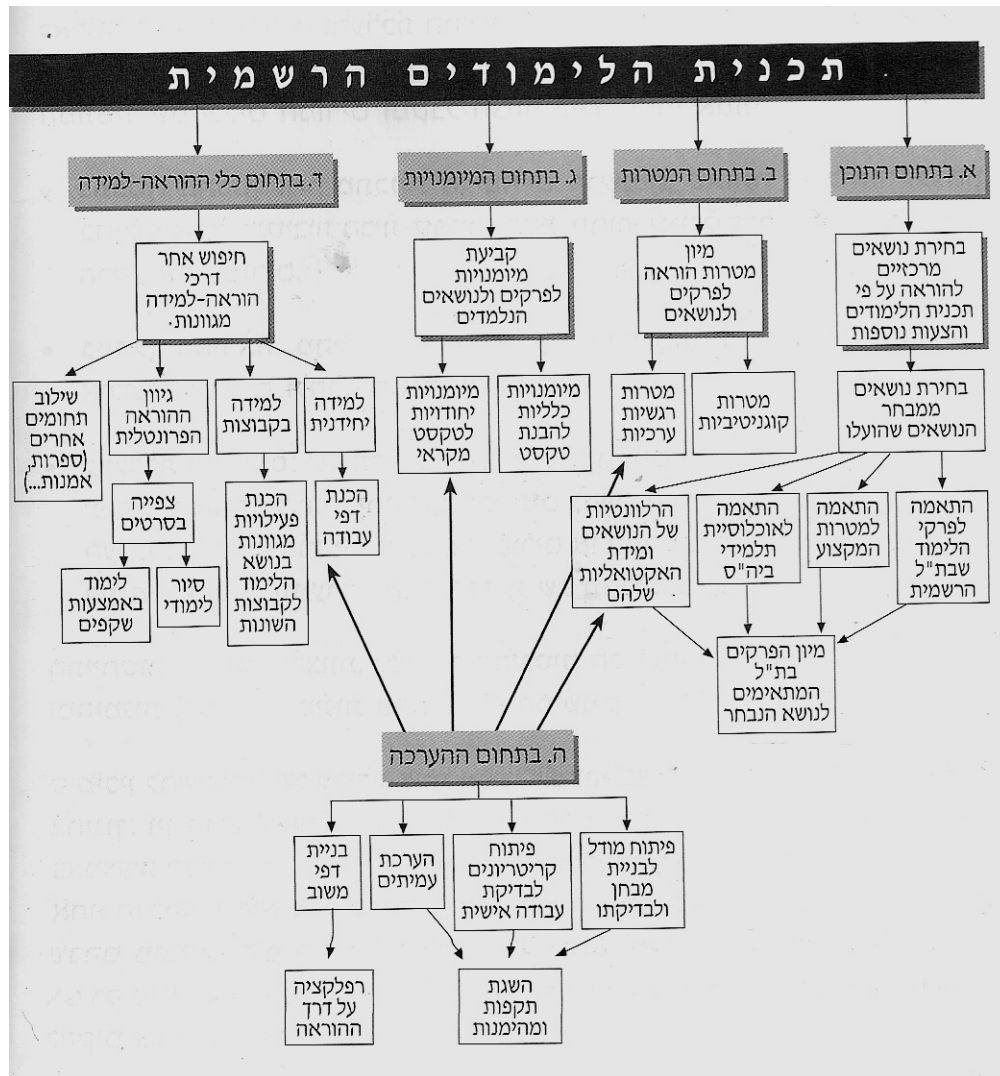 תכנית הלימודים הרשמית
א. בתחום התוכן
ב. בתחום המטרות
ג. בתחום המיומנויות
ד. בתחום כלי ההוראה-למידה
בחירת נושאים
מרכזיים
להוראה על פי
תכנית הלימודים
והצעות נוספות
מיון
מטרות הוראה
לפרקים
ולנושאים
קביעת
מיומנויות
לפרקים ולנושאים
הנלמדים
חיפוש אחר
דרכי
הוראה-למידה
מגוונות.
בחירת נושאים
ממבחר
הנושאים שהועלו
מטרות
קוגניטיביות
מטרות
רגשיות
ערכיות
מיומנויות
כלליות
להבנת
טקסט
מיומנויות
יחודיות
לטקסט
מקראי
למידה
יחידנית
למידה
בקבוצות
גיוון
ההוראה
הפרונטלית
שילוב
תחומים
אחרים
(ספרות,
אמנות...)
התאמה
לפרקי
הלימוד
שבת"ל
הרשמית
התאמה
למטרות
המקצוע
התאמה
לאוכלוסיית
תלמידי
ביה"ס
הרלוונטיות
של הנושאים
ומידת
האקטואליות
שלהם
הכנת
דפי
עבודה
הכנת
פעילויות
מגוונות
בנושא
הלימוד
לקבוצות
השונות
צפייה
בסרטים
סיור
לימודי
לימוד
באמצעות
שקפים
מיון הפרקים
בת"ל
המתאימים
לנושא הנבחר
ה. בתחום ההערכה
פיתוח מודל
לבניית
מבחן
ולבדיקתו
פיתוח
קריטריונים
לבדיקת
עבודה אישית
הערכת
עמיתים
בניית
דפי
משוב
השגת
תקפות
ומהימנות
רפלקציה
על דרך
ההוראה